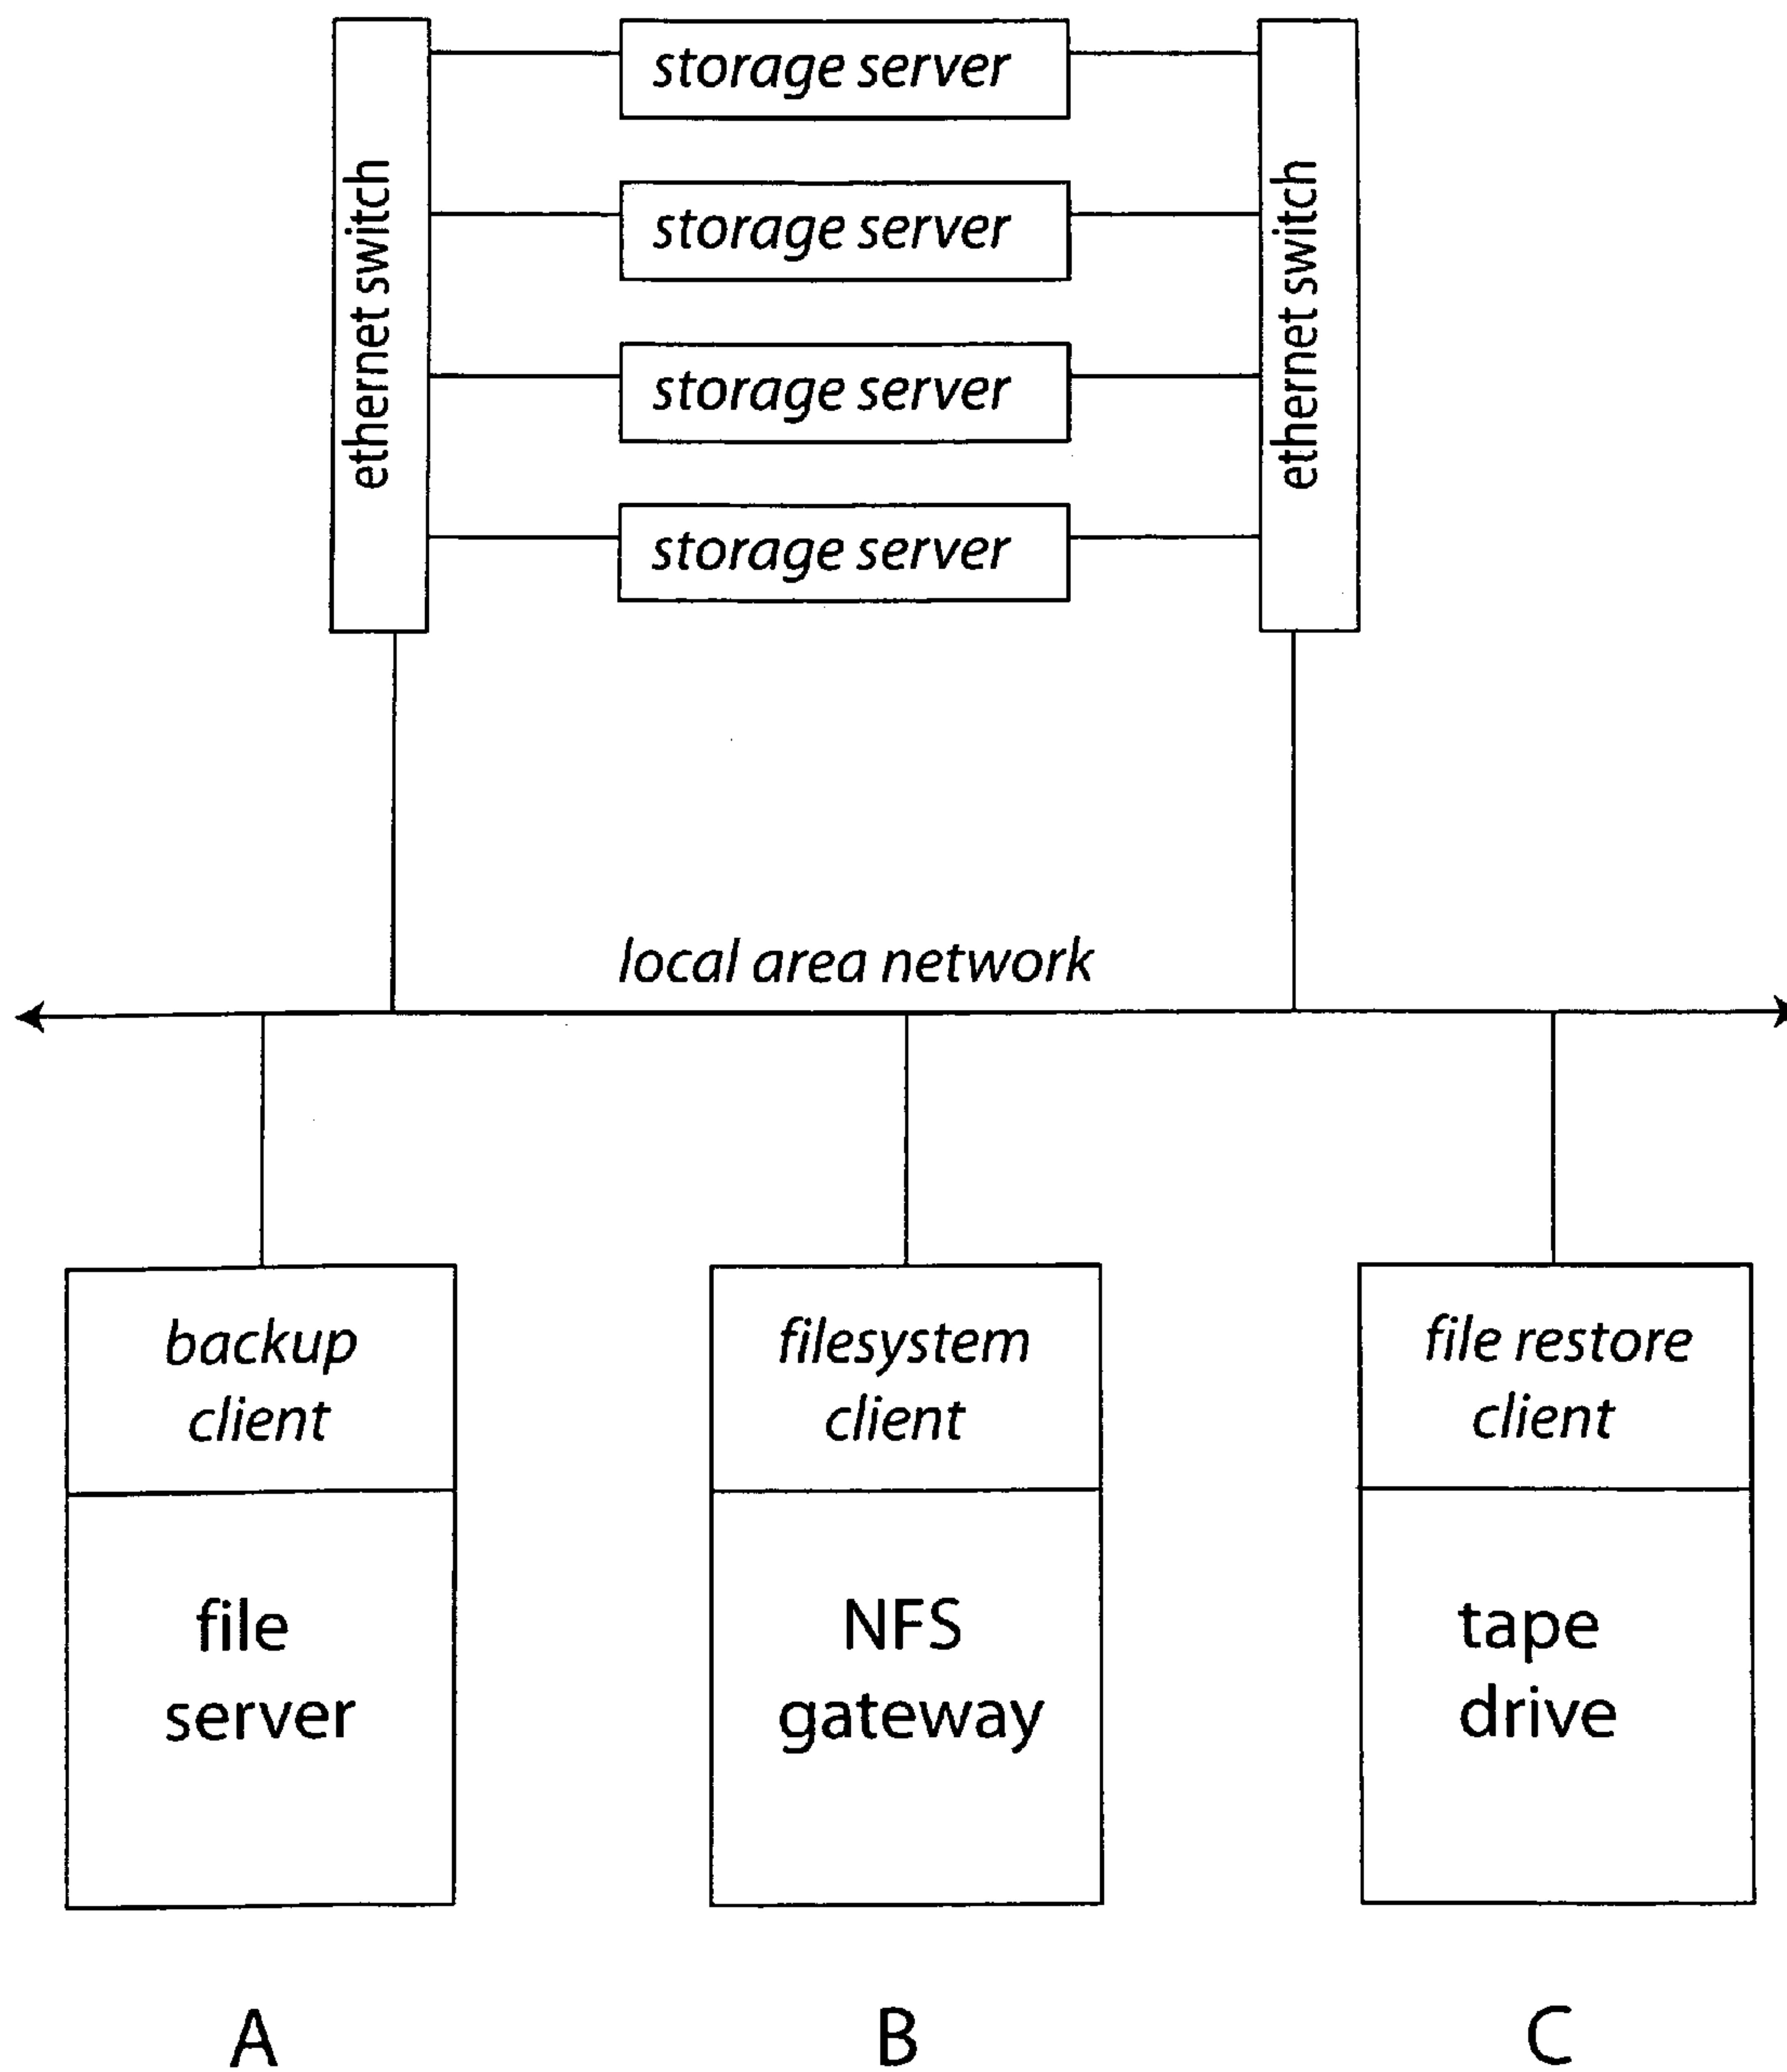 storage server
storage server
storage server
storage server
ethernet switch
ethernet switch
local area network
backup
client
file
server
filesystem
client
NFS
gateway
file restore
client
tape
drive
A
B
C